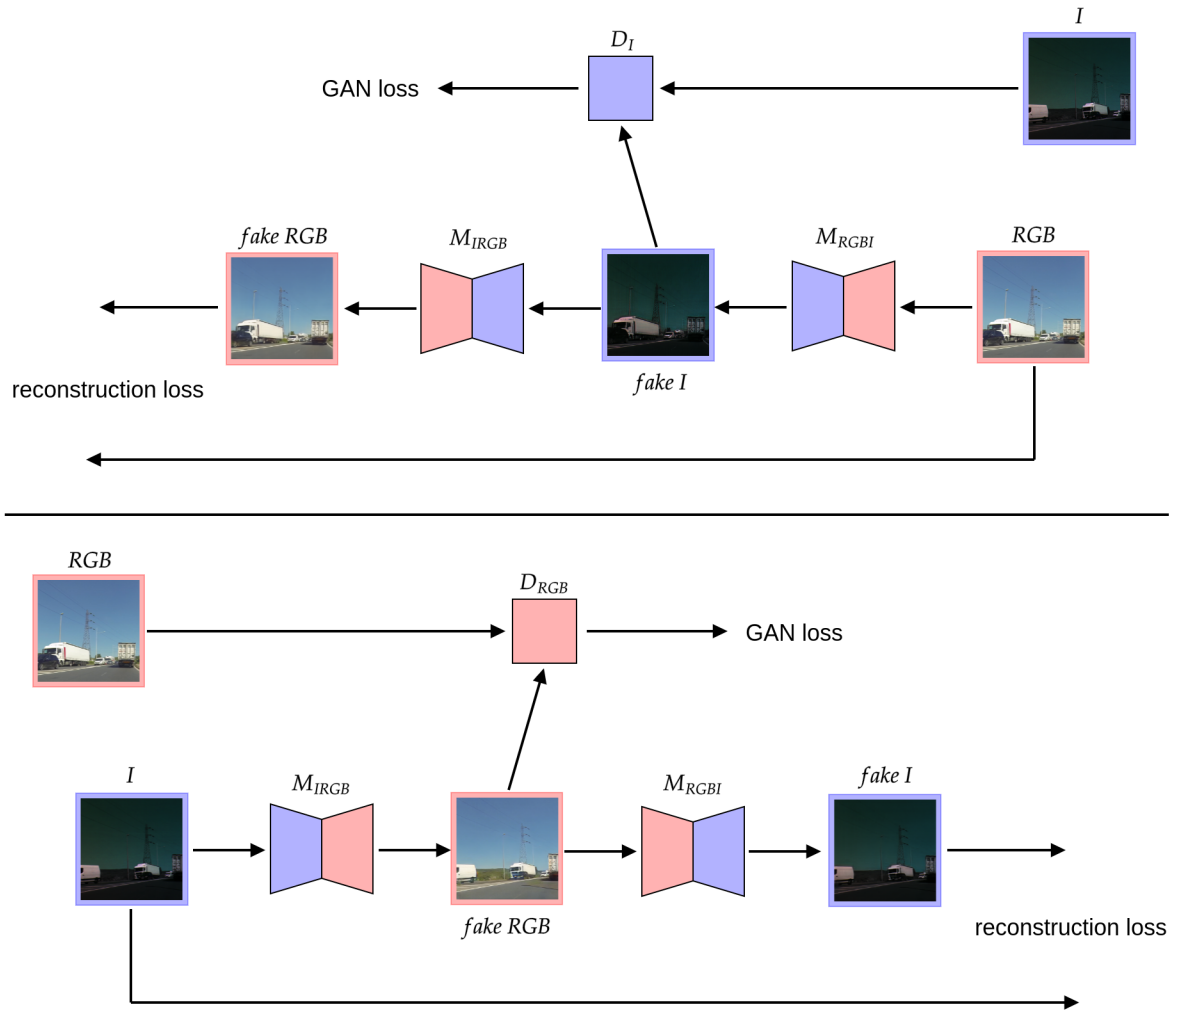 I
D_I
GAN loss
fake RGB
M_IRGB
M_RGBI
RGB
fake I
reconstruction loss
RGB
D_RGB
GAN loss
I
M_IRGB
M_RGBI
fake I
fake RGB
reconstruction loss